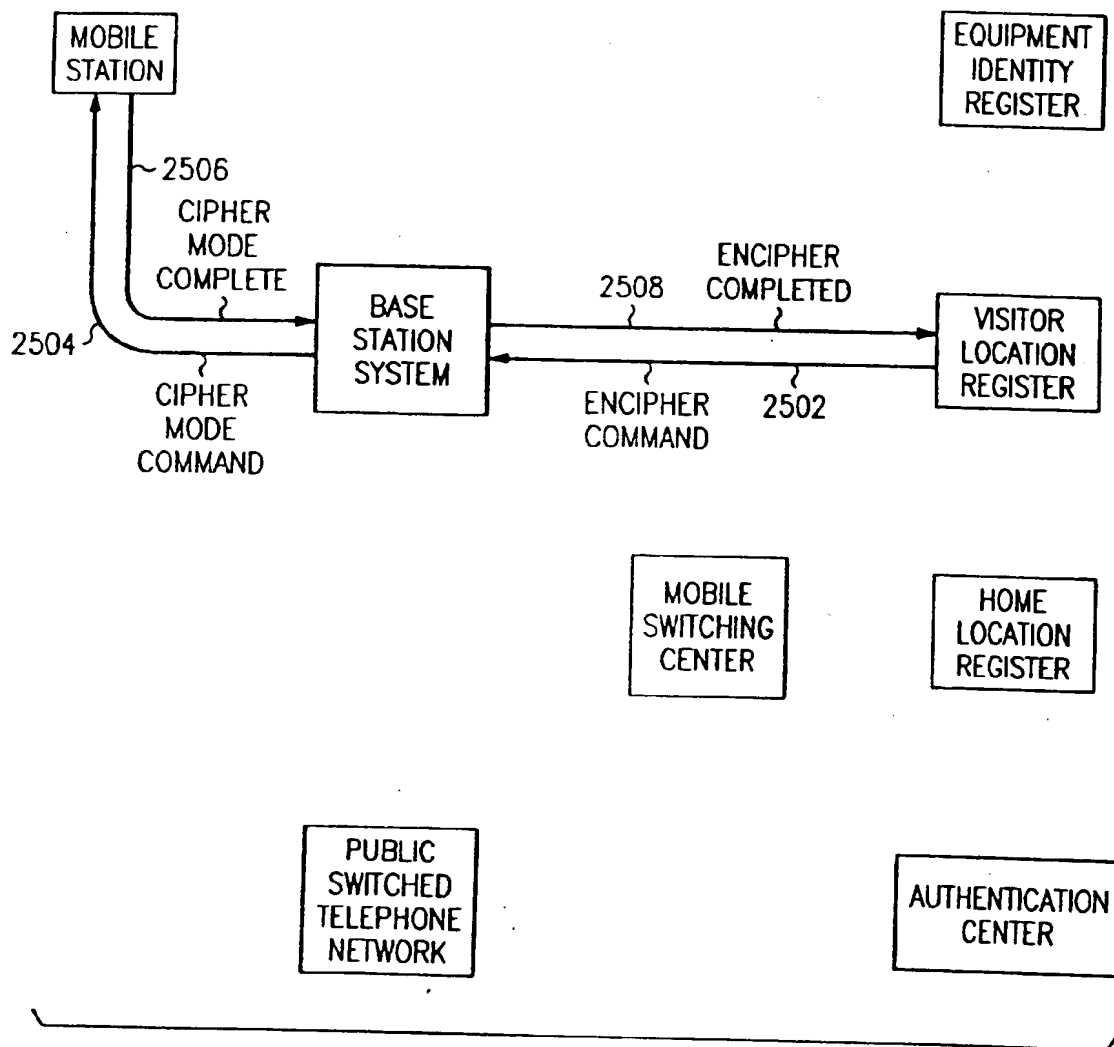 MOBILE
STATION
EQUIPMENT
IDENTITY
REGISTER
2506
CIPHER
MODE
COMPLETE
2504
CIPHER
MODE
COMMAND
BASE
STATION
SYSTEM
2508
ENCIPHER
COMPLETED
ENCIPHER
COMMAND
2502
VISITOR
LOCATION
REGISTER
MOBILE
SWITCHING
CENTER
HOME
LOCATION
REGISTER
PUBLIC
SWITCHED
TELEPHONE
NETWORK
AUTHENTICATION
CENTER